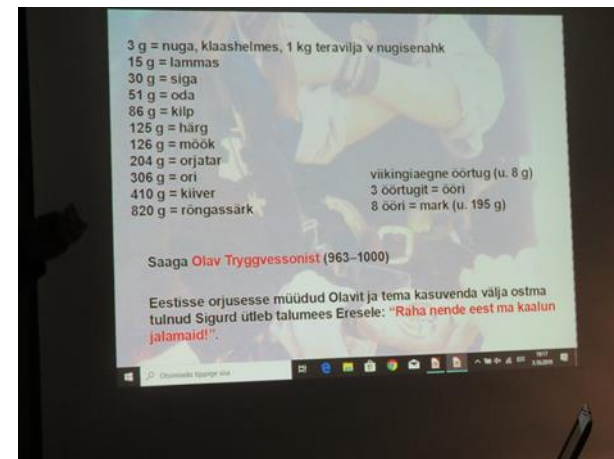 3 g = nuga, klaashelmes, 1 kg teravilja v nugisenahk
15 g = lammas
30 g = siga
51 g = oda
86 g = kilp
125 g = härg
126 g = mõõk
204 g = orjatar
306 g = ori
410 g = kiiver
820 g = rõngassärk
viikingiaegne öörtug (u. 8 g)
3 öörtugit = ööri
8 ööri = mark (u. 195 g)
Saaga Olav Tryggvessonist (963–1000)
Eestisse orjusesse müüdud Olavit ja tema kasuvenda välja ostma
tulnud Sigurd ütleb talumees Eresele: "Raha nende eest ma kaalun
jalamaid!".